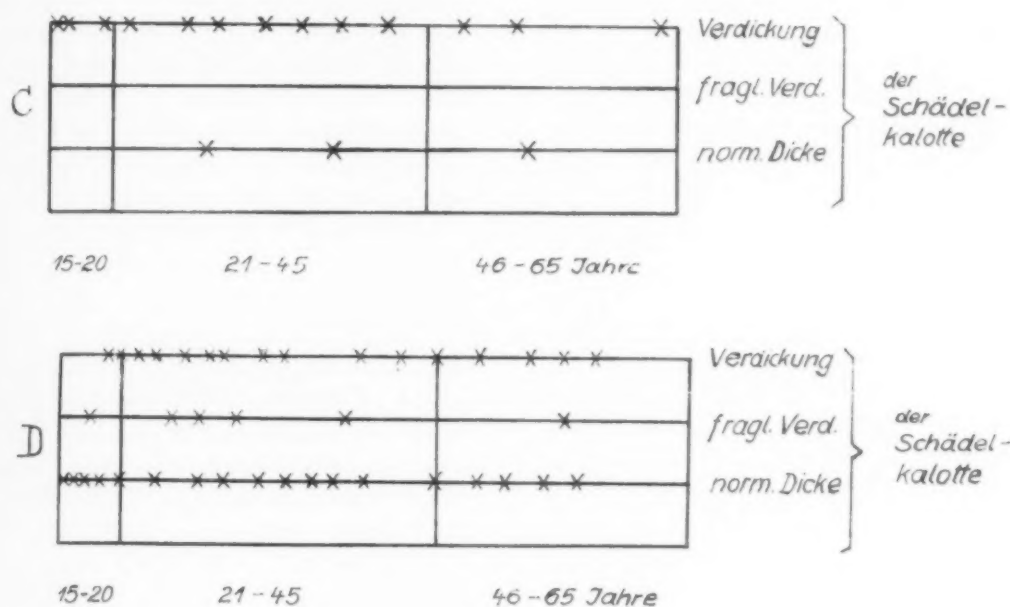 C
Verdickung
fragl. Verd.
norm. Dicke
der
Schädel-
kalotte
15-20 21-45 46-65 Jahre
D
Verdickung
fragl. Verd.
norm. Dicke
der
Schädel-
kalotte
15-20 21-45 46-65 Jahre